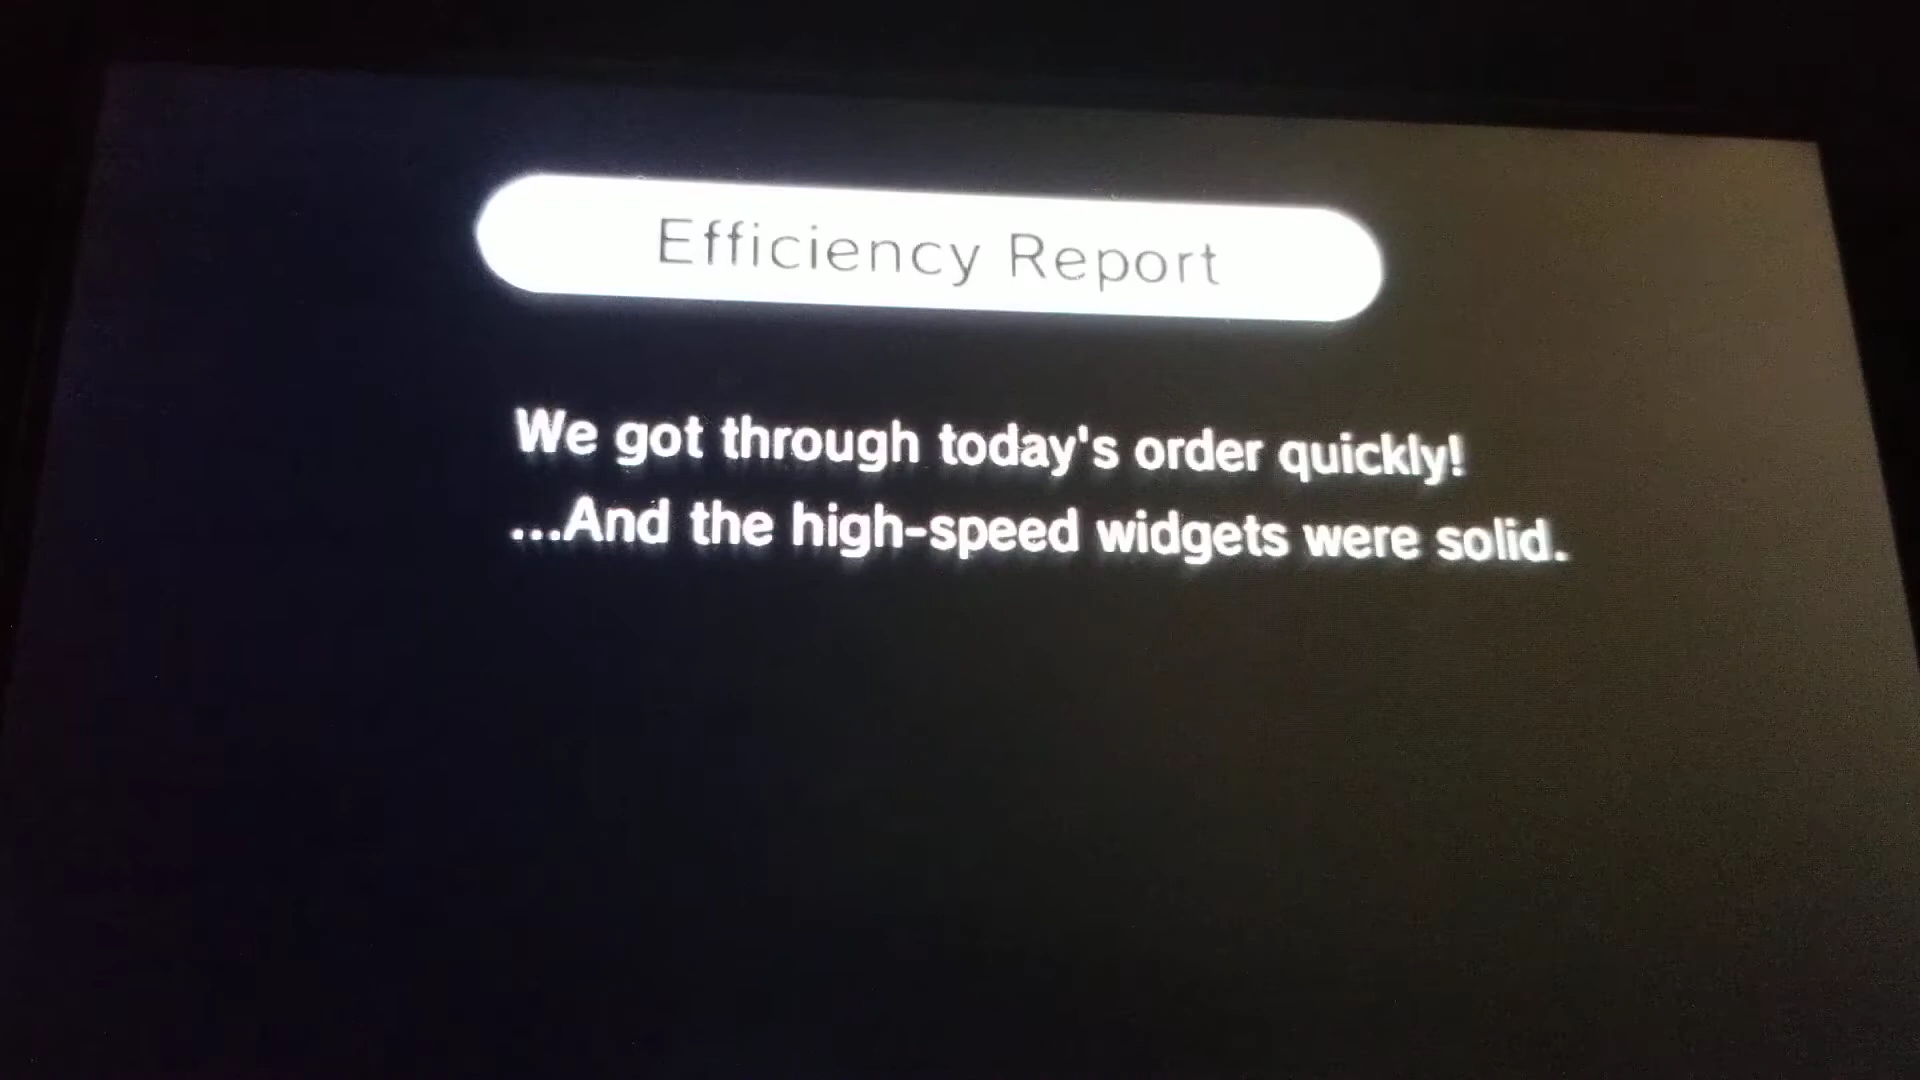 Efficiency Report
We got through today's order quickly!
...And the high-speed widgets were solid.